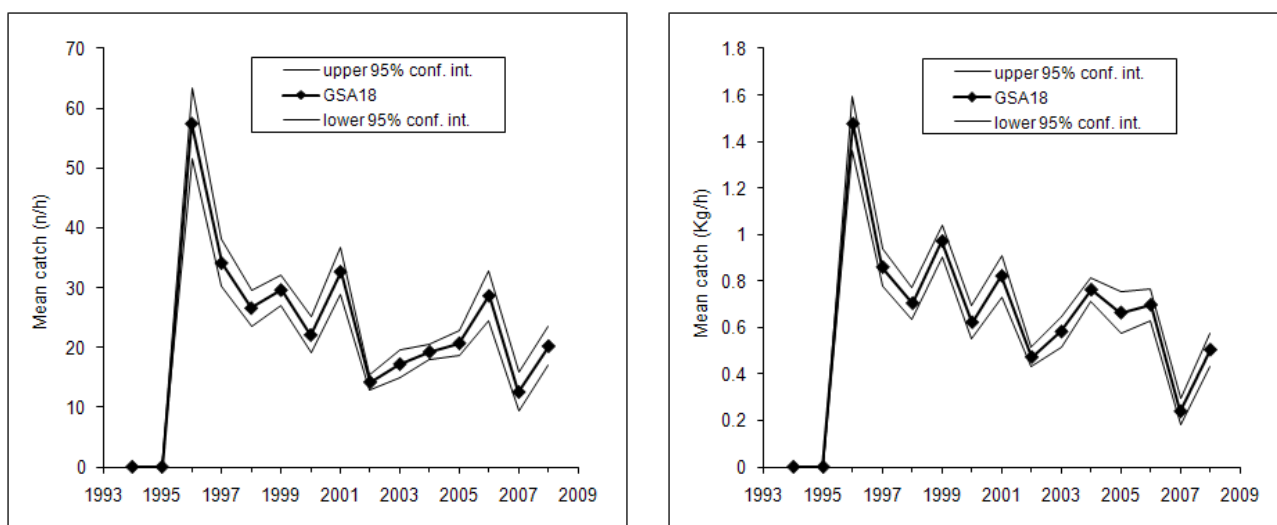 Mean catch (n/h)
70
60
50
40
30
20
10
0
upper 95% conf. int.
GSA18
lower 95% conf. int.
1993 1995 1997 1999 2001 2003 2005 2007 2009
Mean catch (Kg/h)
1.8
1.6
1.4
1.2
1
0.8
0.6
0.4
0.2
0
upper 95% conf. int.
GSA18
lower 95% conf. int.
1993 1995 1997 1999 2001 2003 2005 2007 2009